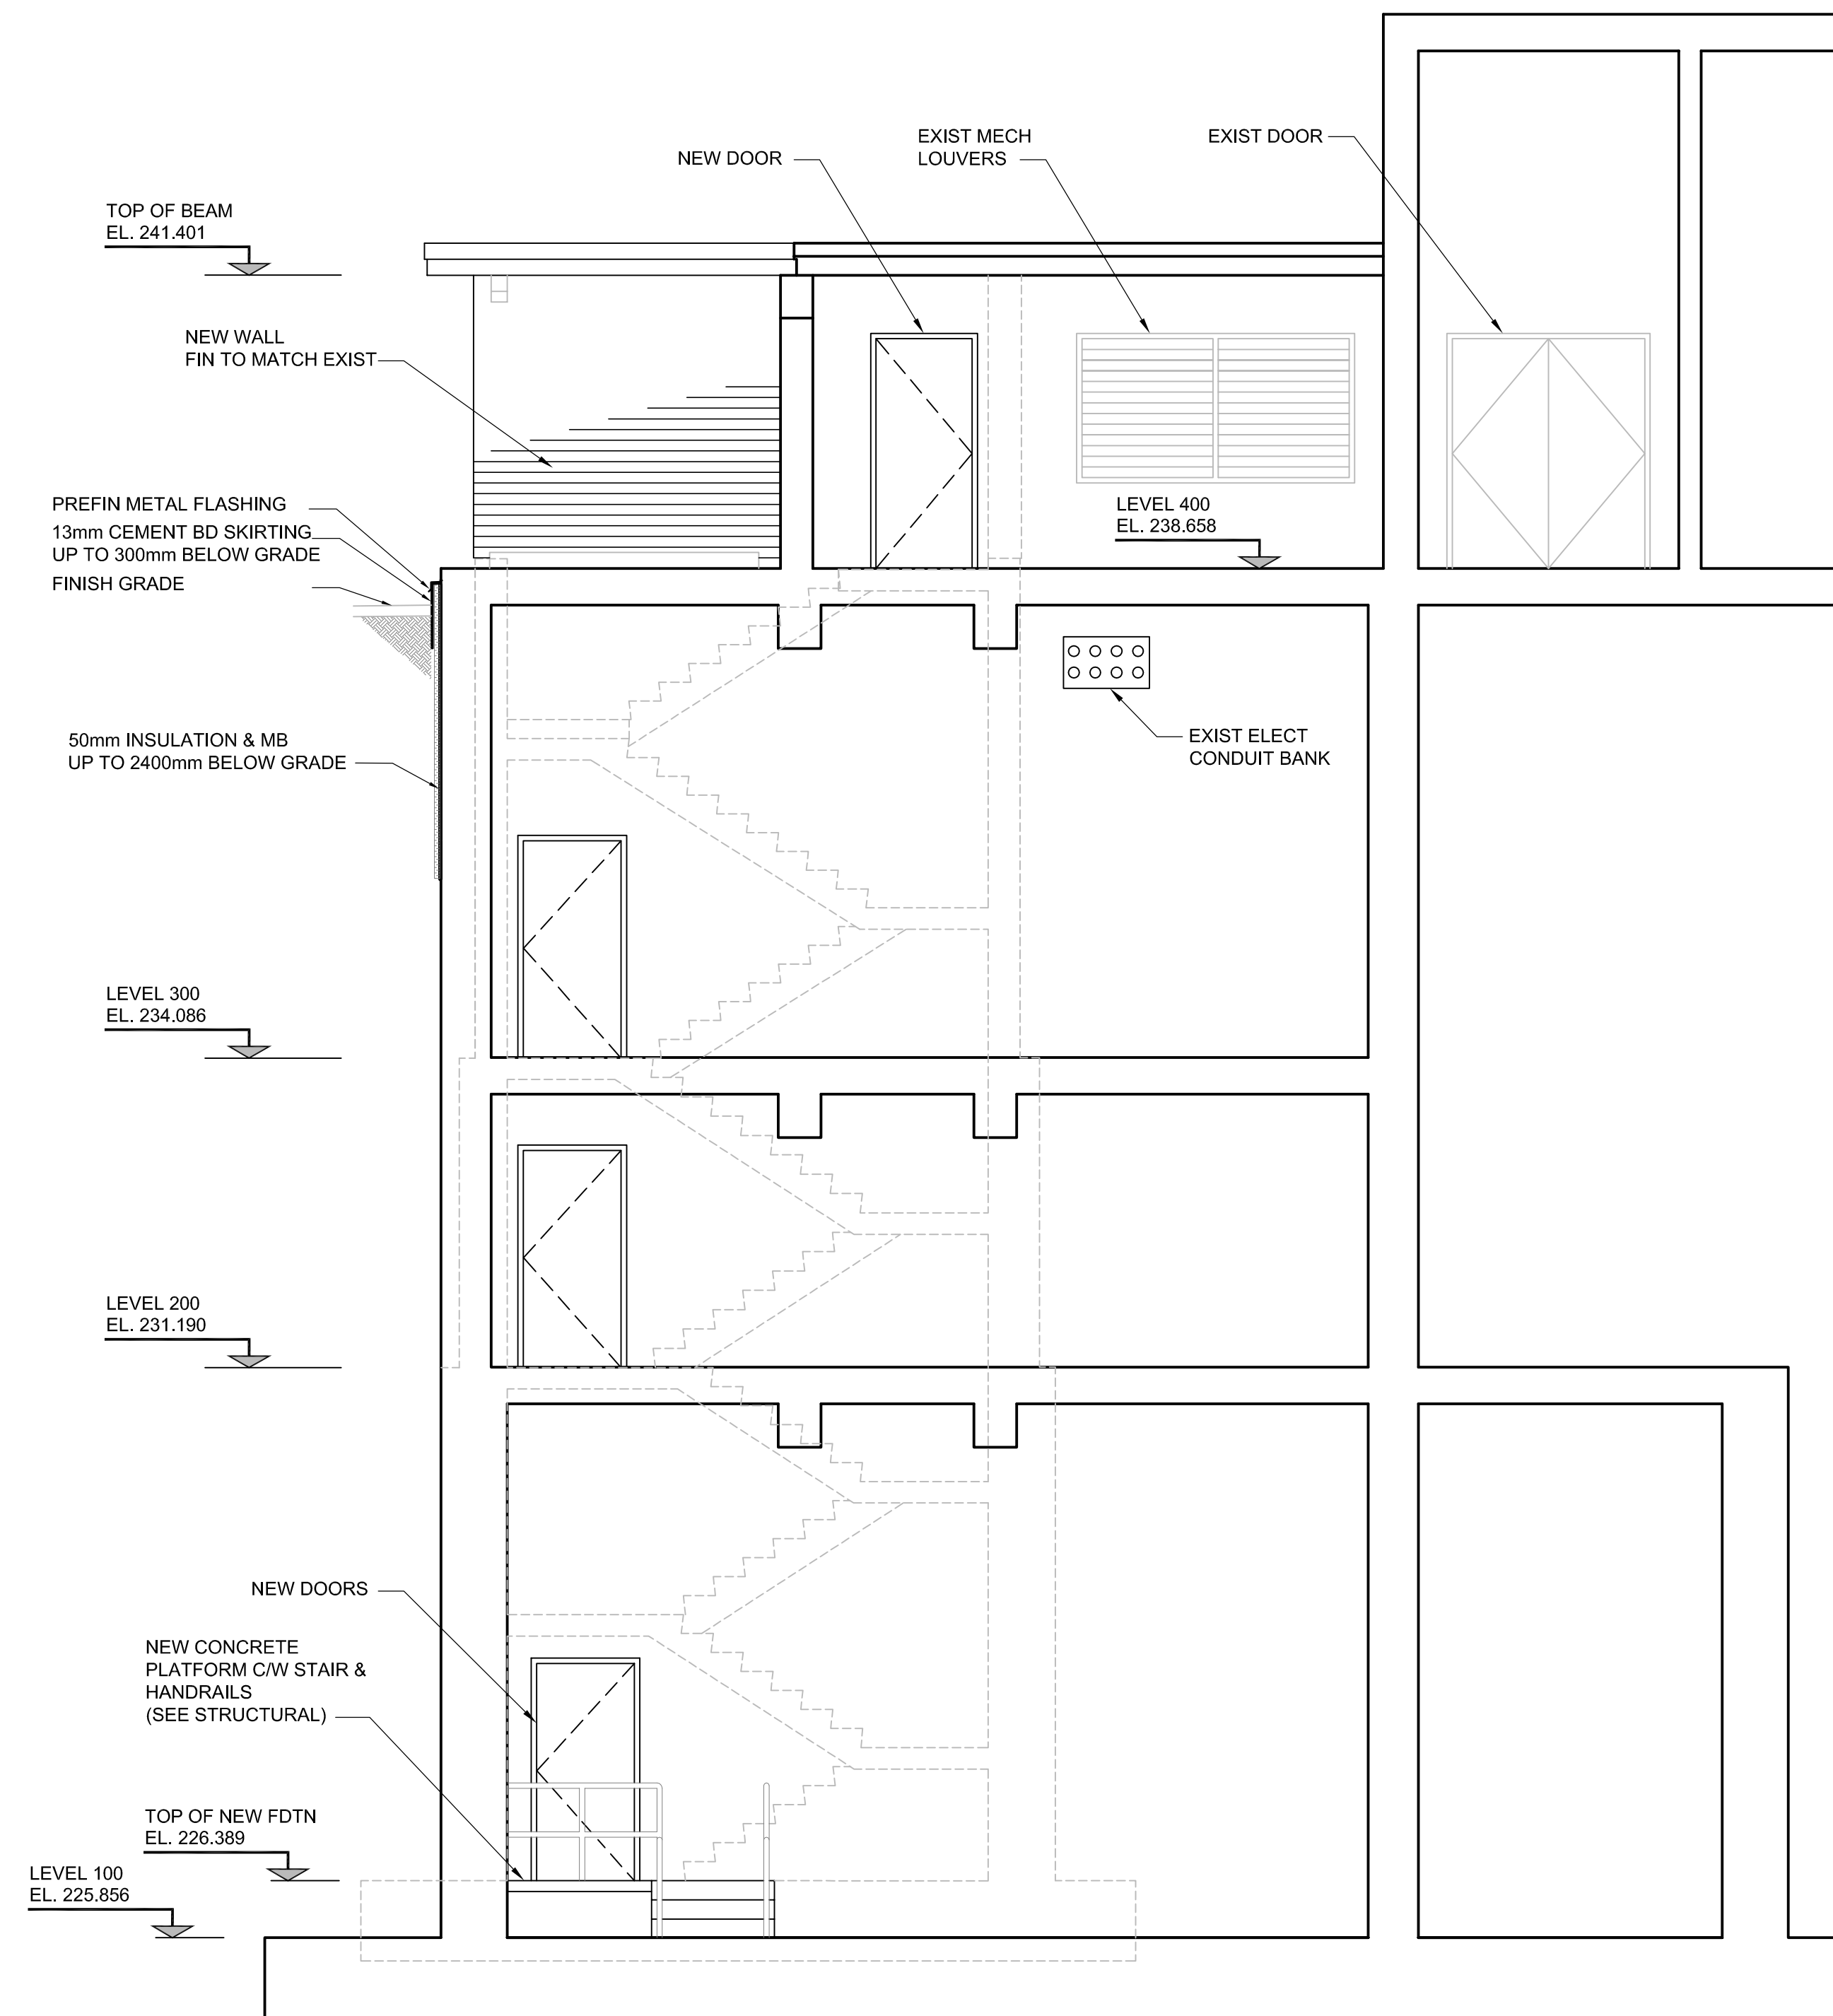 EXIST MECH
LOUVERS
EXIST DOOR
NEW DOOR
TOP OF BEAM
EL. 241.401
NEW WALL
FIN TO MATCH EXIST
PREFIN METAL FLASHING
13mm CEMENT BD SKIRTING
UP TO 300mm BELOW GRADE
FINISH GRADE
LEVEL 400
EL. 238.658
50mm INSULATION & MB
UP TO 2400mm BELOW GRADE
EXIST ELECT
CONDUIT BANK
LEVEL 300
EL. 234.086
LEVEL 200
EL. 231.190
NEW DOORS
NEW CONCRETE
PLATFORM C/W STAIR &
HANDRAILS
(SEE STRUCTURAL)
TOP OF NEW FDTN
EL. 226.389
LEVEL 100
EL. 225.856